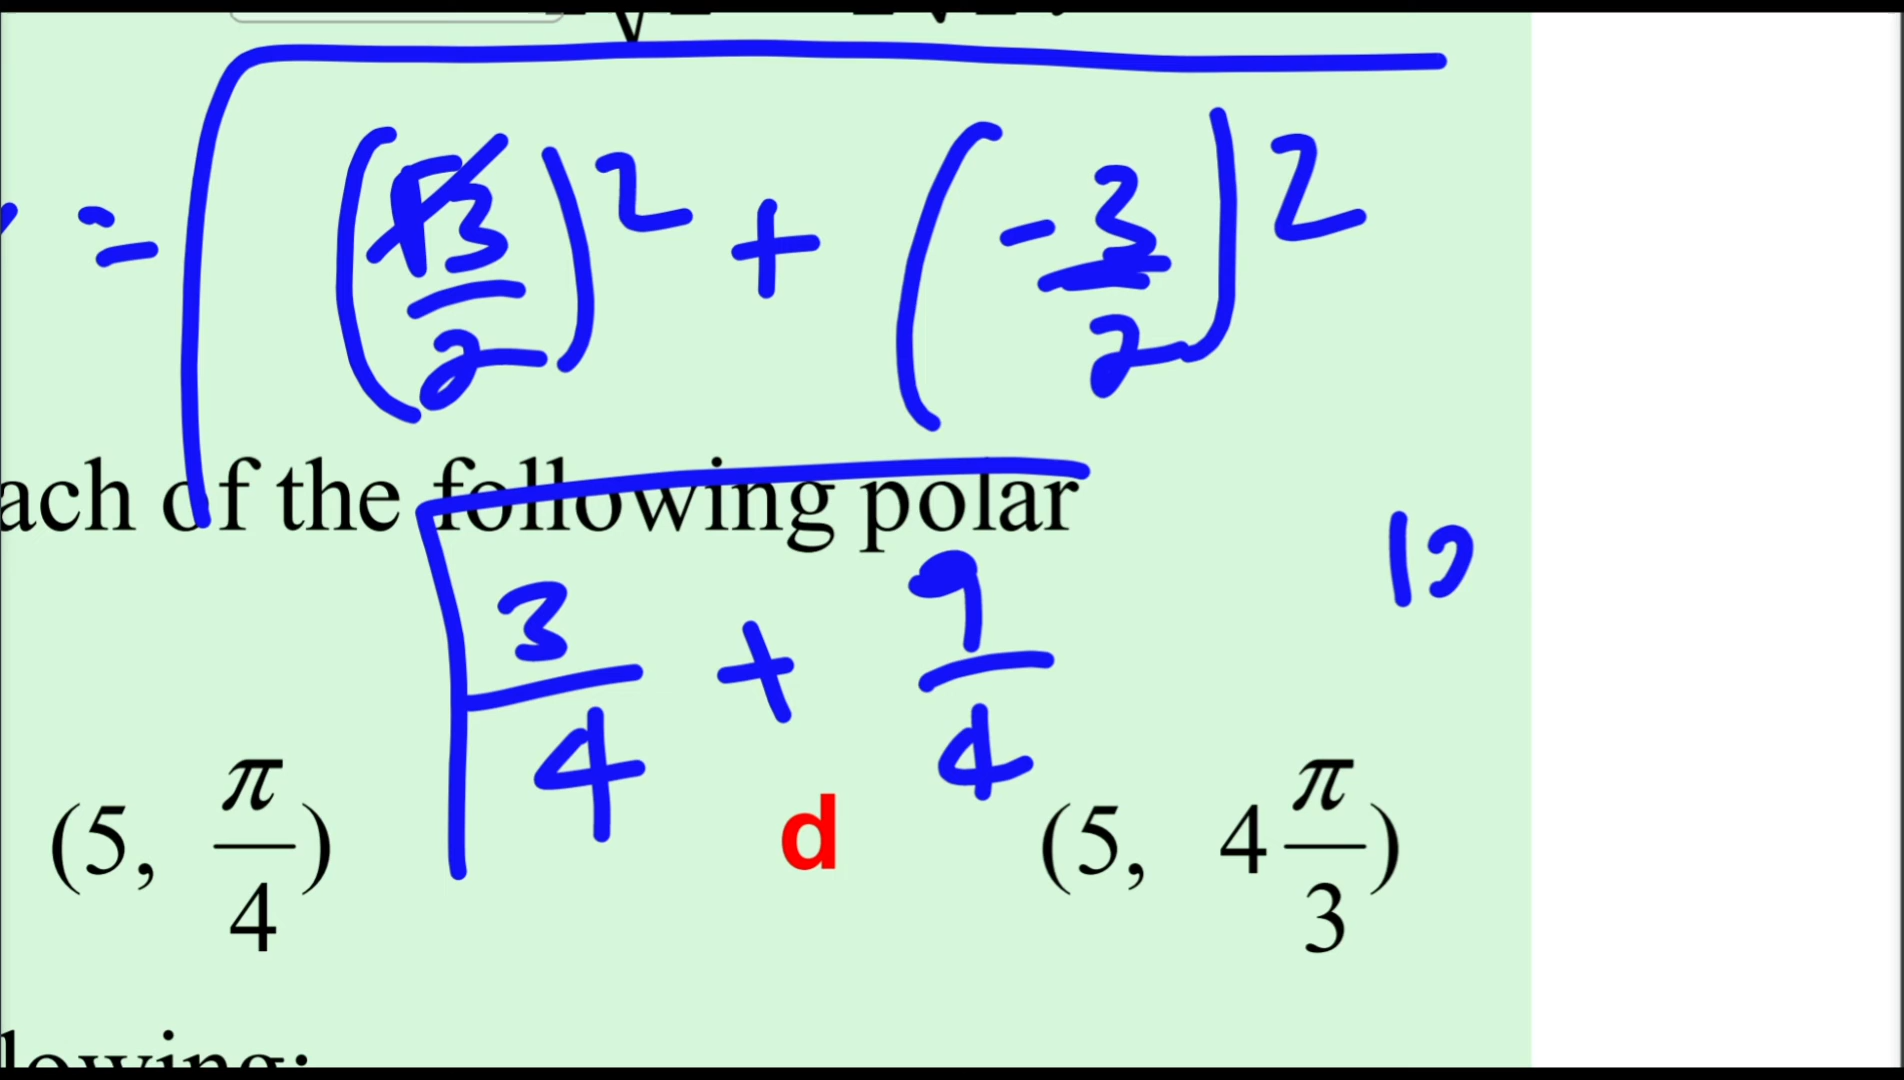 = √((√3/2)² + (-3/2)²)
ach of the following polar
√(3/4 + 9/4)
(5, π/4) d (5, 4π/3)
lowing: